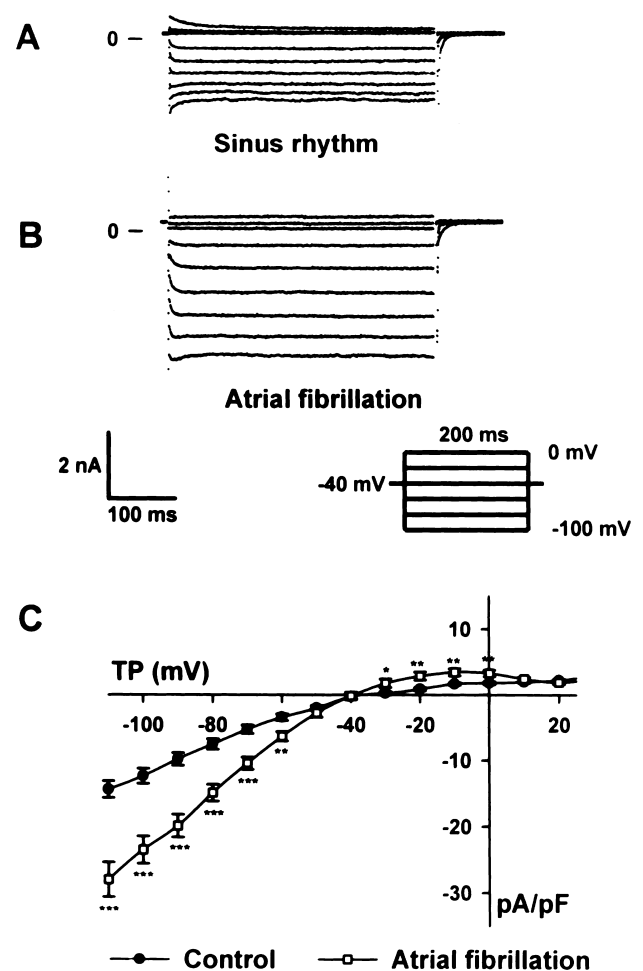 A
0 –
Sinus rhythm
B
0 –
Atrial fibrillation
2 nA
100 ms
200 ms
0 mV
-40 mV
-100 mV
C
TP (mV)
10
* ** ** **
-100 -80 -60 -40 -20 20
**
***
-10
***
***
-20
***
***
-30
pA/pF
Control
Atrial fibrillation